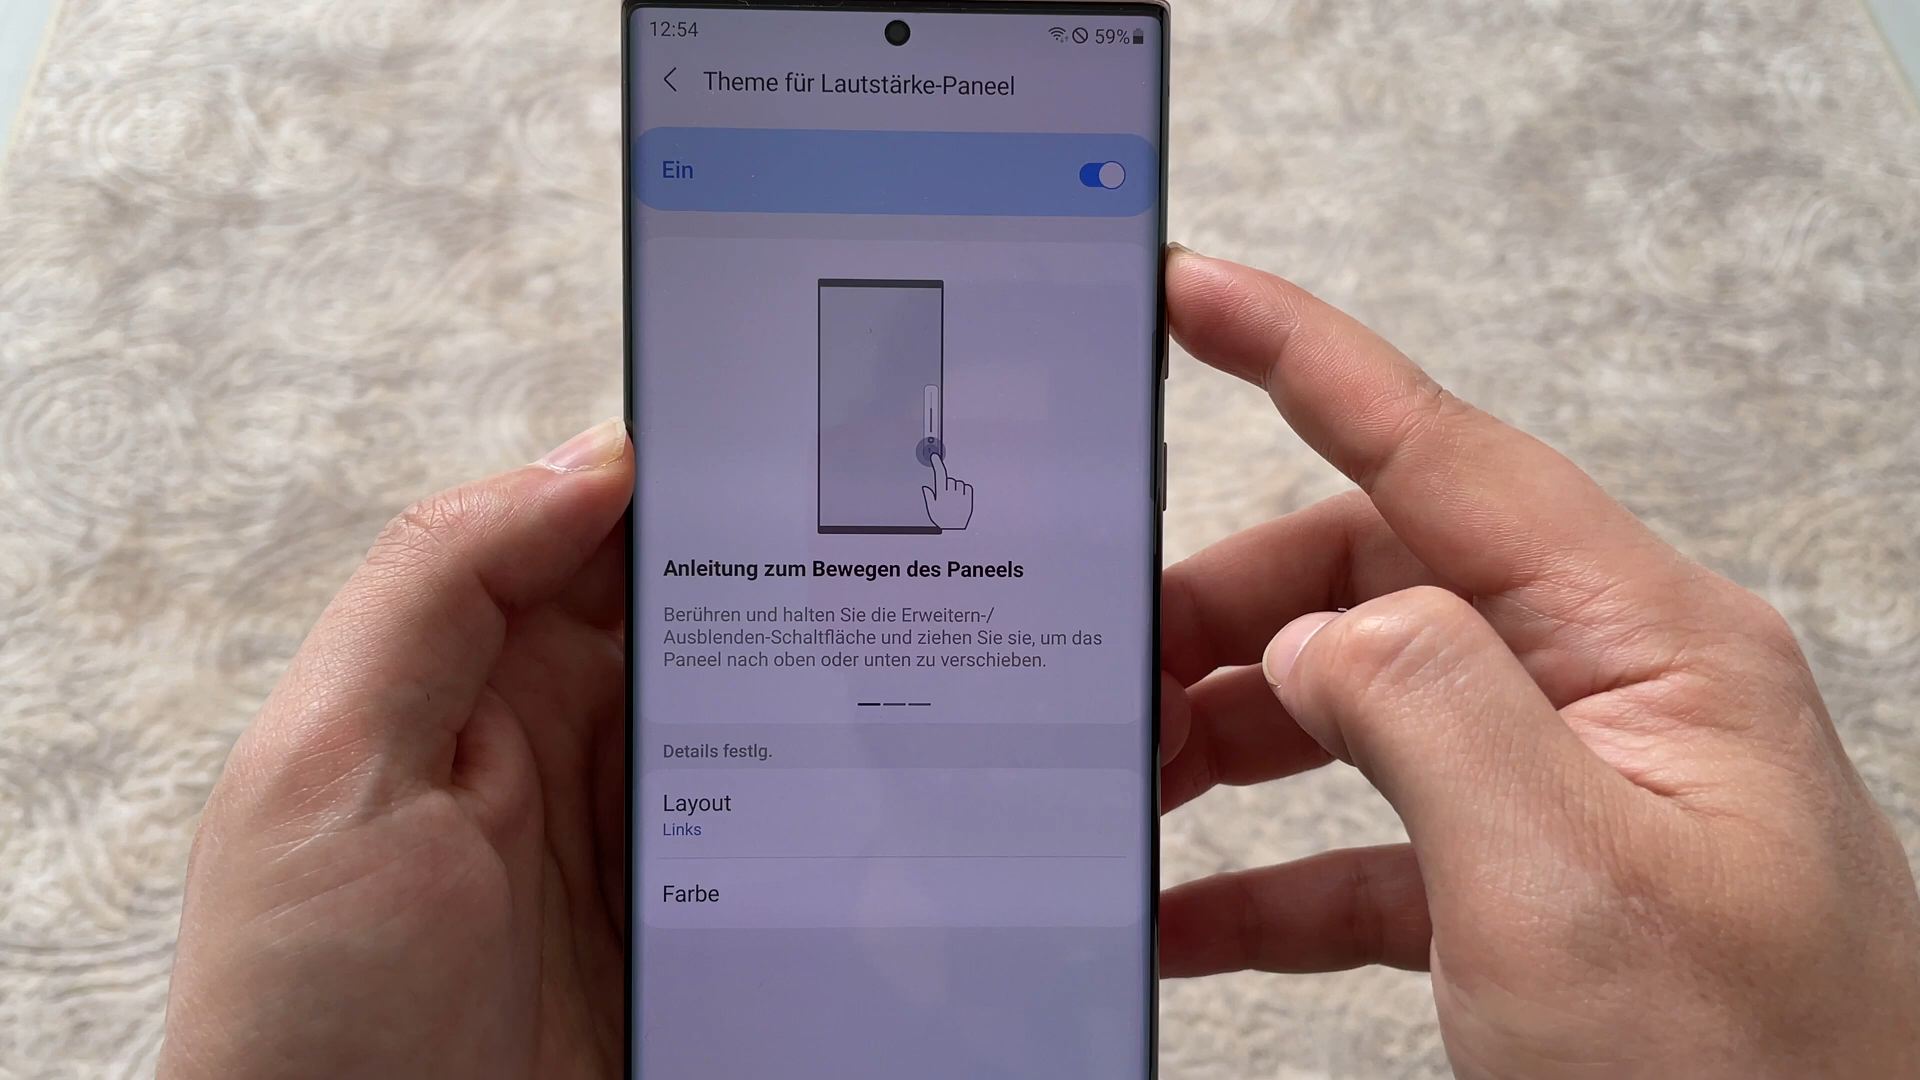 12:54
59%
Theme für Lautstärke-Paneel
Ein
Anleitung zum Bewegen des Paneels
Berühren und halten Sie die Erweitern-/
Ausblenden-Schaltfläche und ziehen Sie sie, um das
Paneel nach oben oder unten zu verschieben.
Details festlg.
Layout
Links
Farbe